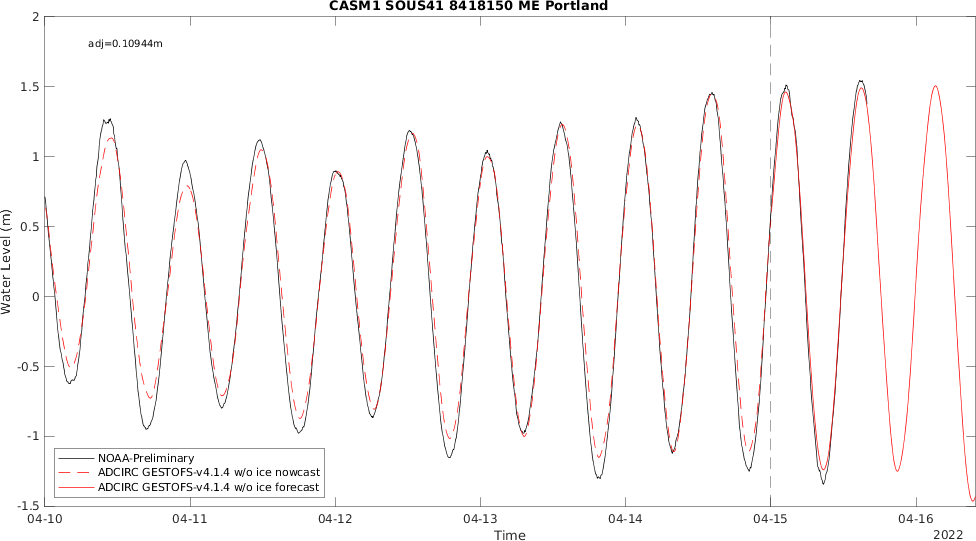 CASM1 SOUS41 8418150 ME Portland
2
adj=0.10944m
1.5
1
0.5
0
-0.5
-1
-1.5
Water Level (m)
NOAA-Preliminary
ADCIRC GESTOFS-v4.1.4 w/o ice nowcast
ADCIRC GESTOFS-v4.1.4 w/o ice forecast
04-10 04-11 04-12 04-13 04-14 04-15 04-16
Time
2022